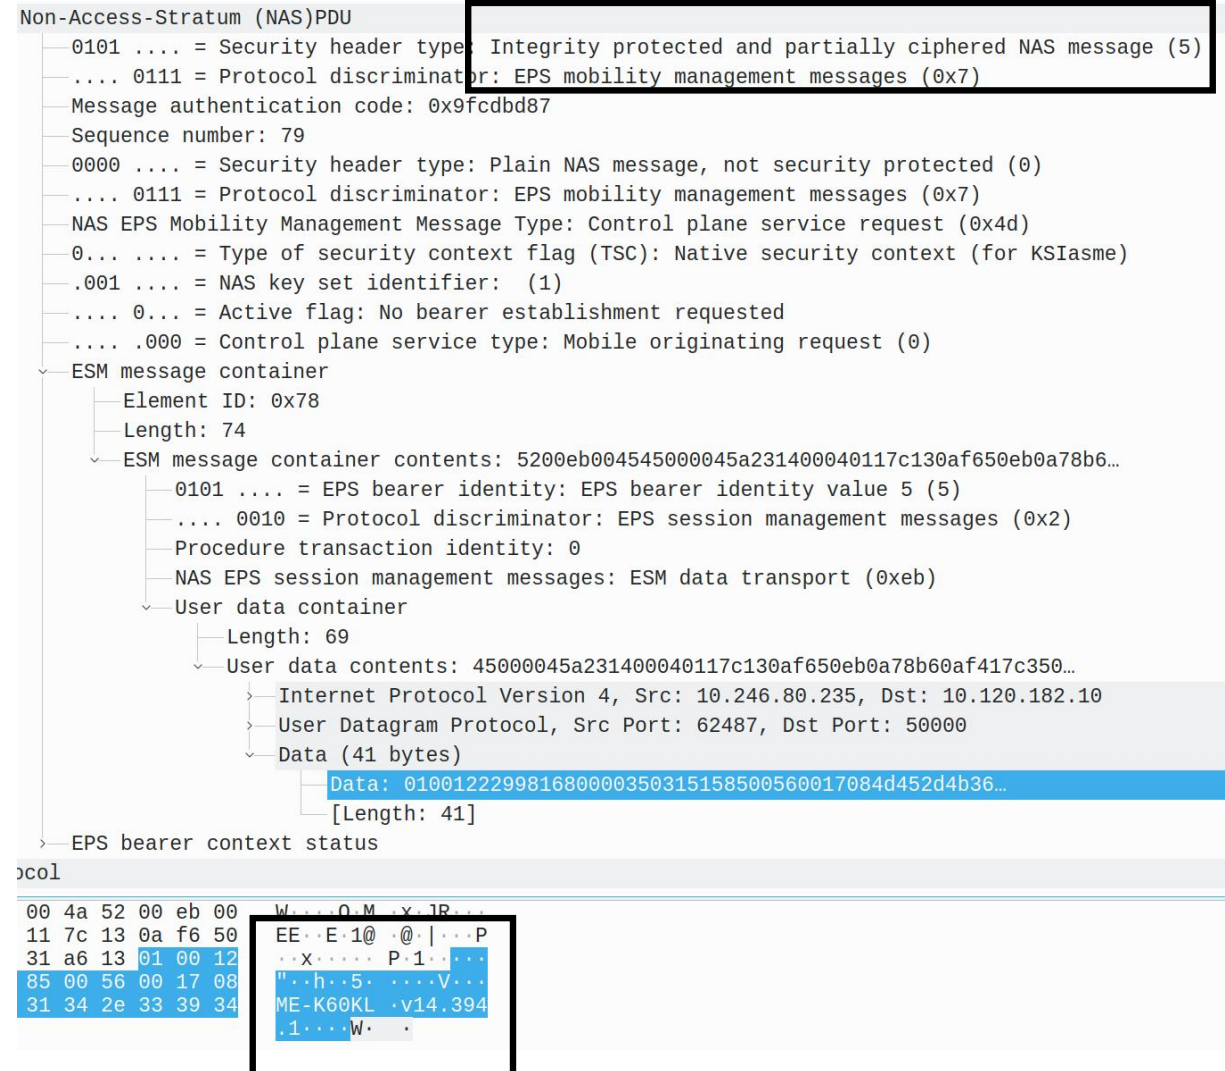 Non-Access-Stratum (NAS)PDU
0101 .... = Security header type: Integrity protected and partially ciphered NAS message (5)
.... 0111 = Protocol discriminator: EPS mobility management messages (0x7)
Message authentication code: 0x9fcdbd87
Sequence number: 79
0000 .... = Security header type: Plain NAS message, not security protected (0)
.... 0111 = Protocol discriminator: EPS mobility management messages (0x7)
NAS EPS Mobility Management Message Type: Control plane service request (0x4d)
0... .... = Type of security context flag (TSC): Native security context (for KSIasme)
.001 .... = NAS key set identifier:  (1)
.... 0... = Active flag: No bearer establishment requested
.... .000 = Control plane service type: Mobile originating request (0)
ESM message container
Element ID: 0x78
Length: 74
ESM message container contents: 5200eb004545000045a231400040117c130af650eb0a78b6…
0101 .... = EPS bearer identity: EPS bearer identity value 5 (5)
.... 0010 = Protocol discriminator: EPS session management messages (0x2)
Procedure transaction identity: 0
NAS EPS session management messages: ESM data transport (0xeb)
User data container
Length: 69
User data contents: 45000045a231400040117c130af650eb0a78b60af417c350…
Internet Protocol Version 4, Src: 10.246.80.235, Dst: 10.120.182.10
User Datagram Protocol, Src Port: 62487, Dst Port: 50000
Data (41 bytes)
Data: 01001222998168000035031515850056001708​4d452d4b36…
[Length: 41]
EPS bearer context status
ocol
00 4a 52 00 eb 00 W····O·M ·x·JR···
11 7c 13 0a f6 50 EE··E·1@ ·@·|···P
31 a6 13 01 00 12 ··x····· P·1·····
85 00 56 00 17 08 "··h··5· ····V···
31 34 2e 33 39 34 ME-K60KL ·v14.394
.1····W· ·